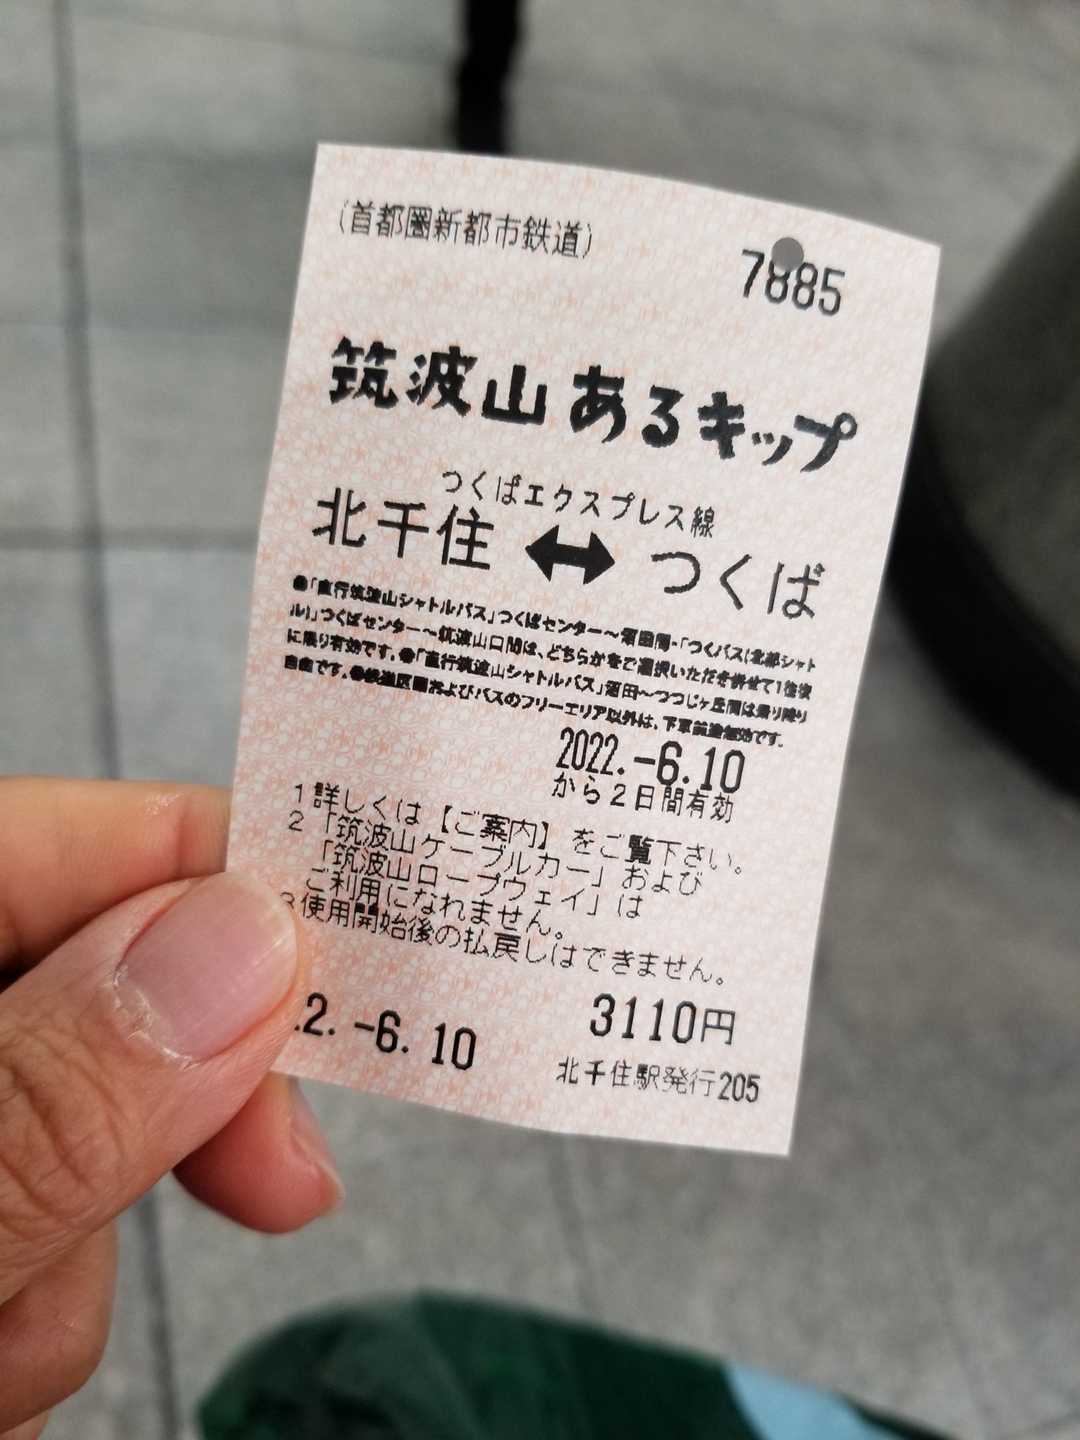 (首都圏新都市鉄道)
7885
筑波山あるキップ
つくばエクスプレス線
北千住 ↔ つくば
●「直行筑波山シャトルバス」つくばセンター～沼田間・「つくバス(北部シャト
ル)」つくばセンター～筑波山口間は、どちらかをご選択いただき併せて1往復
に限り有効です。●「直行筑波山シャトルバス」沼田～つつじヶ丘間は乗り降り
自由です。●鉄道区間およびバスのフリーエリア以外は、下車前途無効です。
2022.-6.10
から2日間有効
1 詳しくは【ご案内】をご覧下さい。
2「筑波山ケーブルカー」および
「筑波山ロープウェイ」は
ご利用になれません。
3 使用開始後の払戻しはできません。
3110円
.2.-6.10
北千住駅発行205